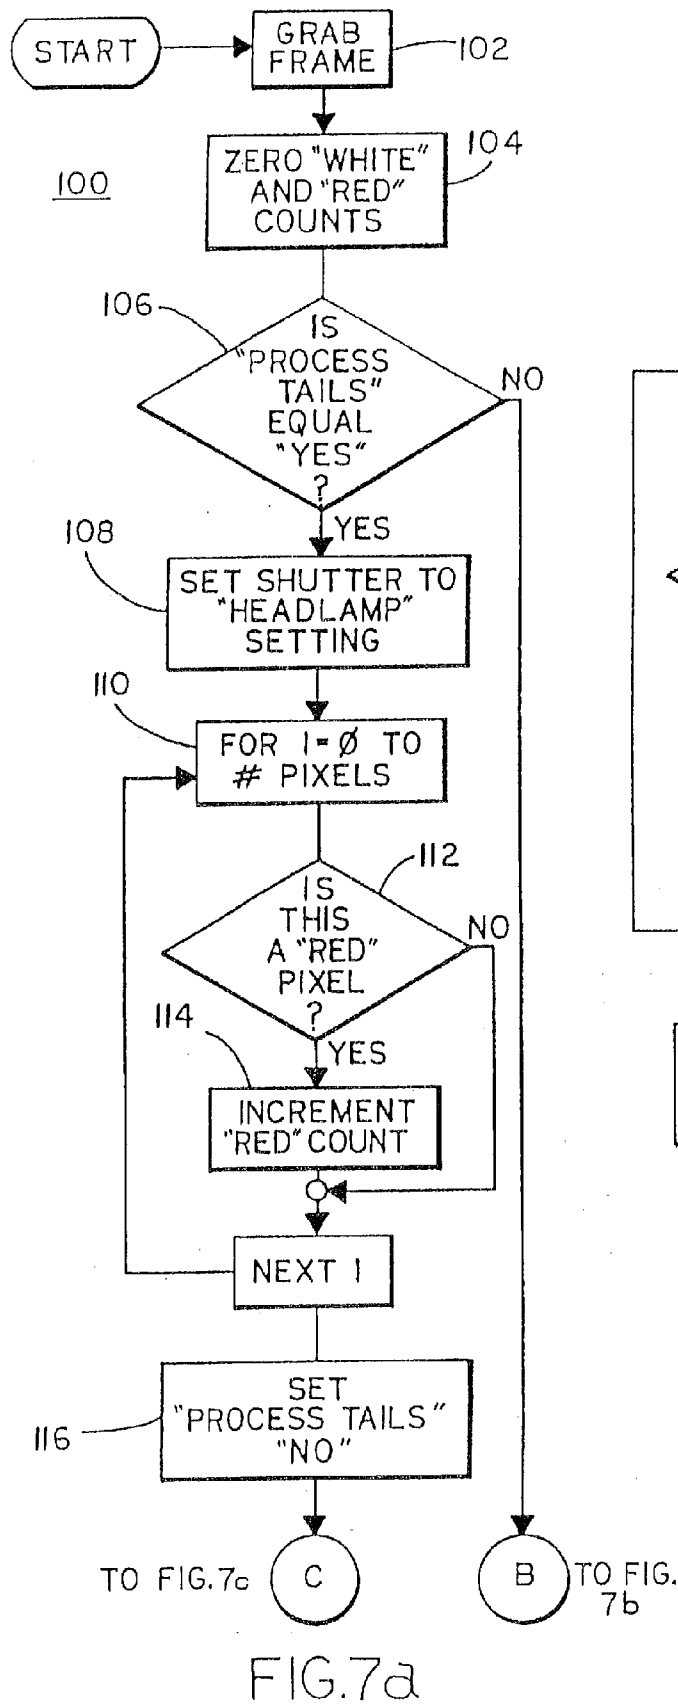 START
GRAB
FRAME
102
ZERO "WHITE"
AND "RED"
COUNTS
104
100
106
IS
"PROCESS
TAILS"
EQUAL
"YES"
?
NO
YES
108
SET SHUTTER TO
"HEADLAMP"
SETTING
110
FOR I=Ø TO
# PIXELS
112
IS
THIS
A "RED"
PIXEL
?
NO
YES
114
INCREMENT
"RED" COUNT
NEXT I
SET
"PROCESS TAILS"
"NO"
116
TO FIG.7c
C
B
TO FIG.
7b
FIG.7a